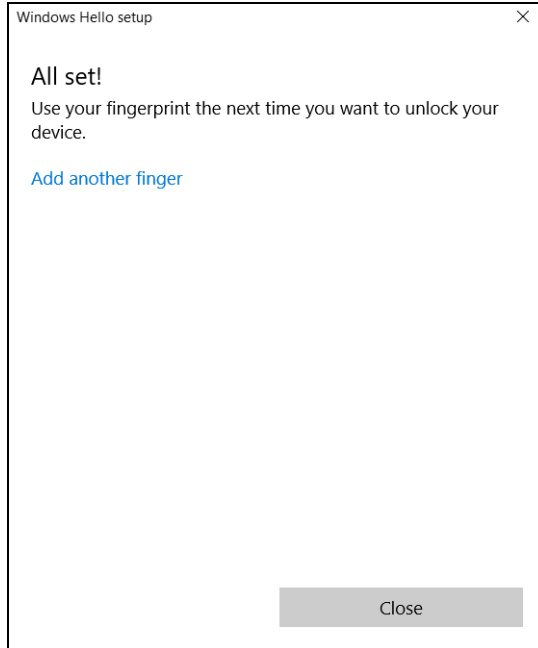 Windows Hello setup
All set!
Use your fingerprint the next time you want to unlock your
device.
Add another finger
Close